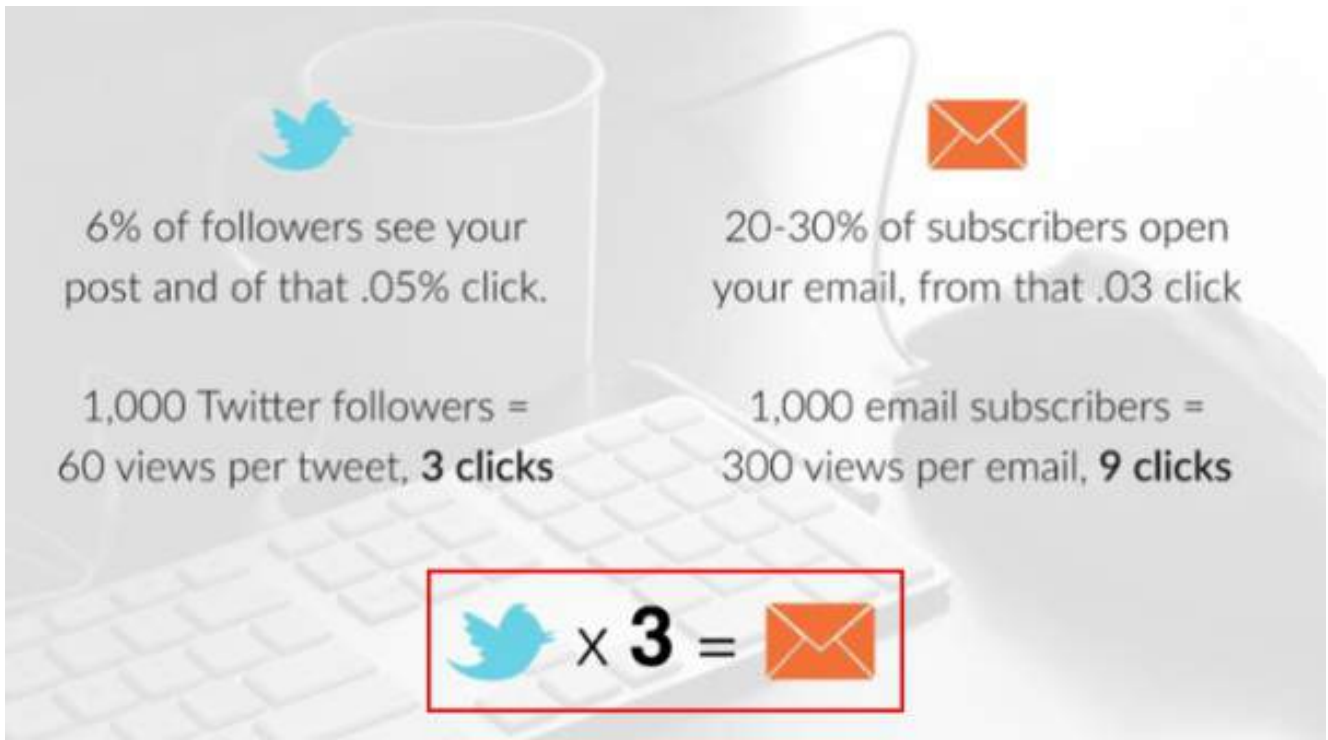 6% of followers see your
post and of that .05% click.
1,000 Twitter followers =
60 views per tweet, 3 clicks
20-30% of subscribers open
your email, from that .03 click
1,000 email subscribers =
300 views per email, 9 clicks
x 3 =